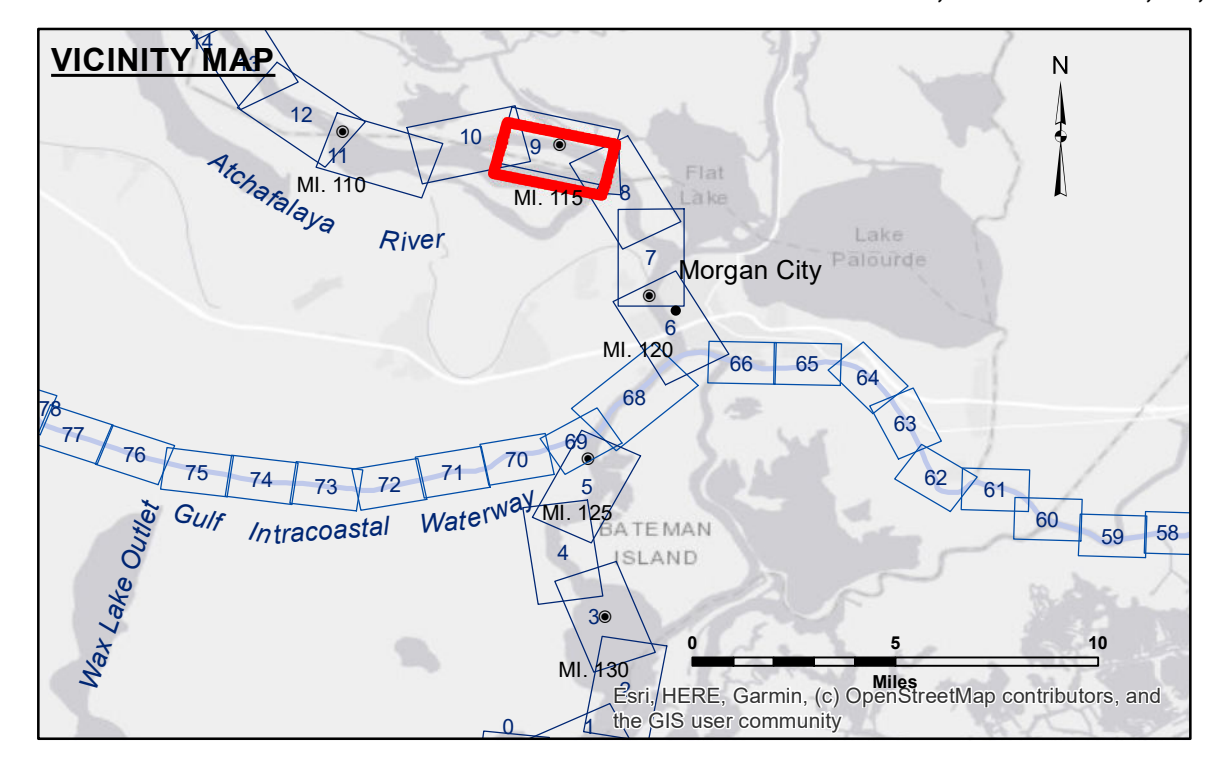 VICINITY MAP
N
14
13
12
11
10
9
8
MI. 110
MI. 115
Atchafalaya
River
Flat
Lake
Lake
Palourde
7
Morgan City
6
MI. 120
66
65
64
63
62
61
60
59
58
68
69
70
71
72
73
74
75
76
77
78
Gulf Intracoastal Waterway
Wax Lake Outlet
5
MI. 125
BATEMAN
ISLAND
4
3
MI. 130
2
1
0
0 5 10
Miles
Esri, HERE, Garmin, (c) OpenStreetMap contributors, and
the GIS user community